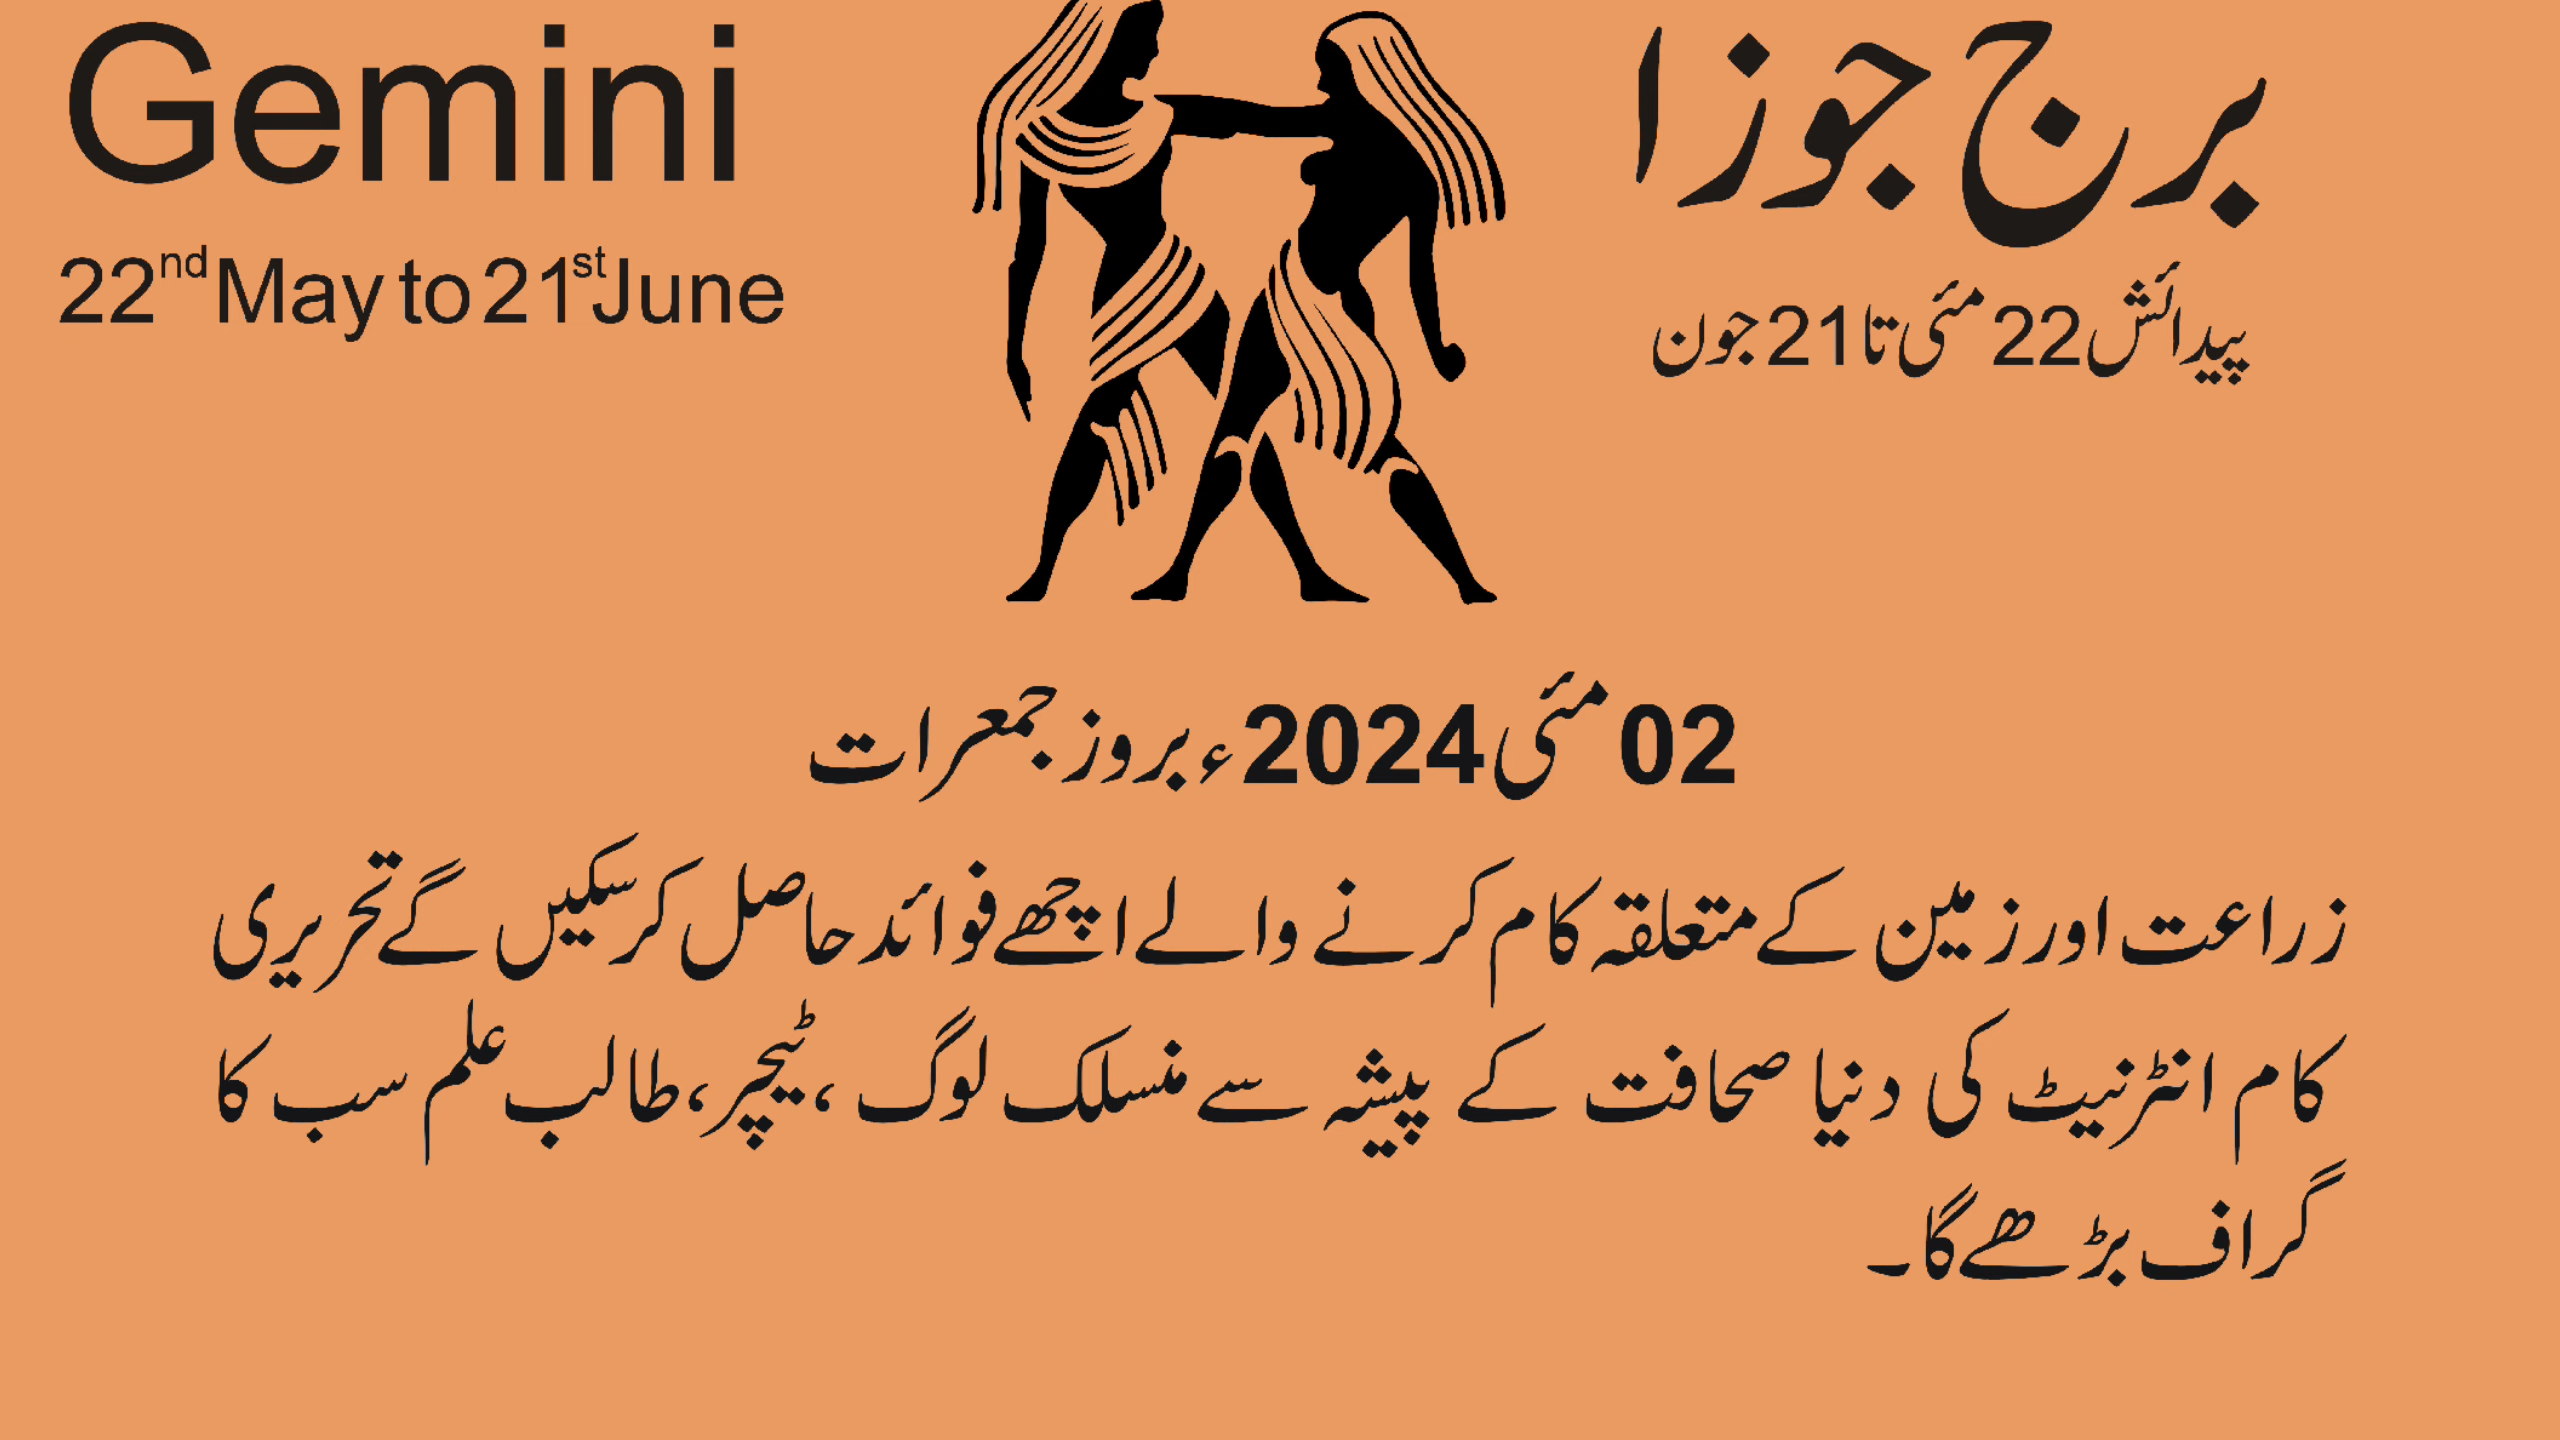 Gemini
22nd May to 21st June
برج جوزا
پیدائش 22 مئی تا 21 جون
02 مئی 2024ء بروز جمعرات
زراعت اور زمین کے متعلقہ کام کرنے والے اچھے فوائد حاصل کر سکیں گے تحریری
کام انٹرنیٹ کی دنیا صحافت کے پیشہ سے منسلک لوگ ،ٹیچر، طالب علم سب کا
گراف بڑھے گا۔